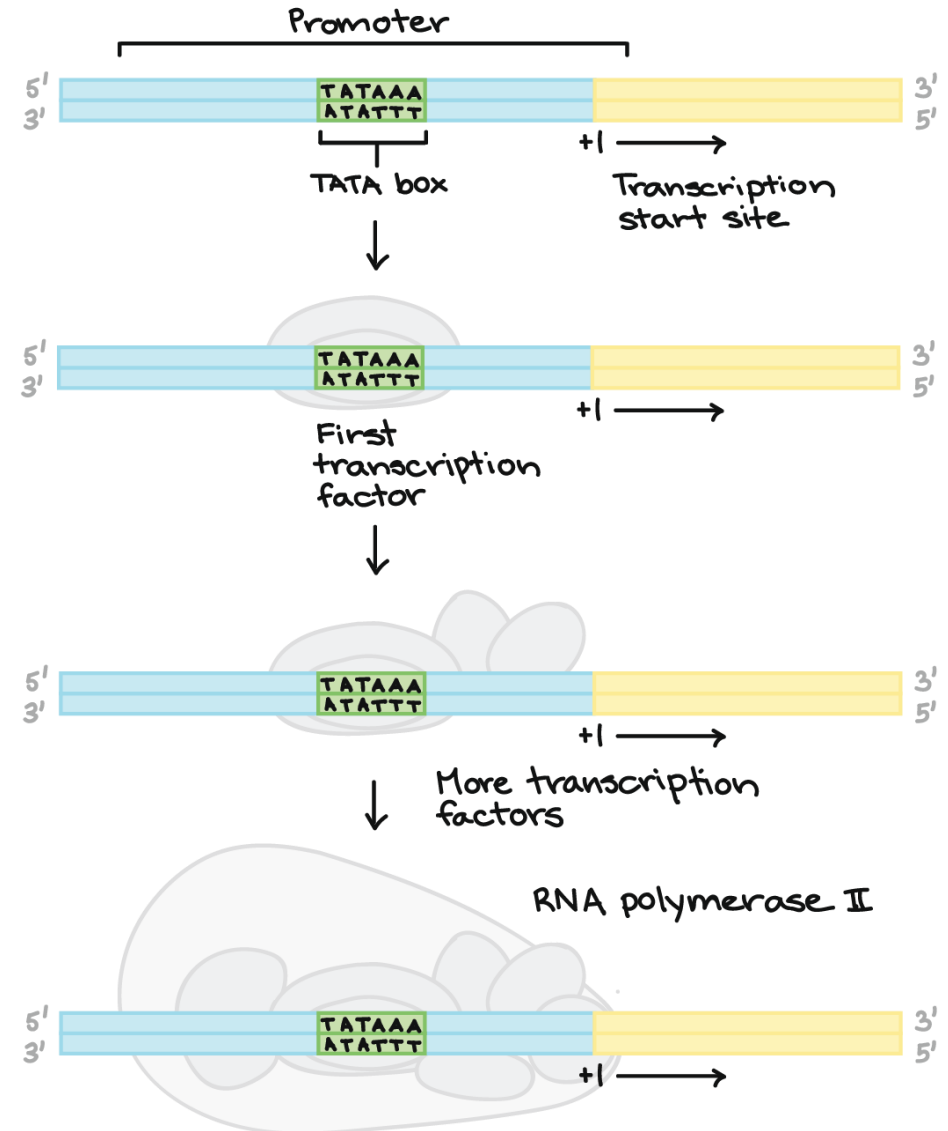 Promoter
5' TATAAA 3'
3' ATATTT 5'
+1
TATA box
Transcription
start site
5' TATAAA 3'
3' ATATTT 5'
+1
First
transcription
factor
5' TATAAA 3'
3' ATATTT 5'
+1
More transcription
factors
RNA polymerase II
5' TATAAA 3'
3' ATATTT 5'
+1